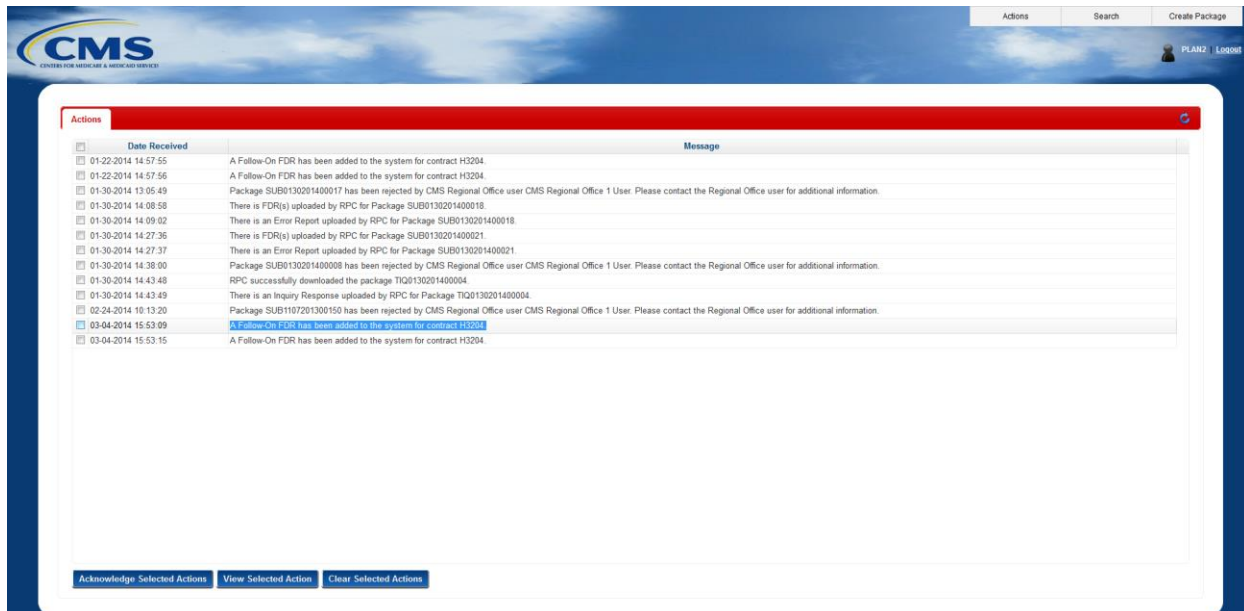 Actions Search Create Package
CMS
CENTERS FOR MEDICARE & MEDICAID SERVICES
PLAN2 | Logout
Actions
Date Received Message
01-22-2014 14:57:55 A Follow-On FDR has been added to the system for contract H3204.
01-22-2014 14:57:56 A Follow-On FDR has been added to the system for contract H3204.
01-30-2014 13:05:49 Package SUB0130201400017 has been rejected by CMS Regional Office user CMS Regional Office 1 User. Please contact the Regional Office user for additional information.
01-30-2014 14:08:58 There is FDR(s) uploaded by RPC for Package SUB0130201400018.
01-30-2014 14:09:02 There is an Error Report uploaded by RPC for Package SUB0130201400018.
01-30-2014 14:27:36 There is FDR(s) uploaded by RPC for Package SUB0130201400021.
01-30-2014 14:27:37 There is an Error Report uploaded by RPC for Package SUB0130201400021.
01-30-2014 14:38:00 Package SUB0130201400008 has been rejected by CMS Regional Office user CMS Regional Office 1 User. Please contact the Regional Office user for additional information.
01-30-2014 14:43:48 RPC successfully downloaded the package TIQ0130201400004.
01-30-2014 14:43:49 There is an Inquiry Response uploaded by RPC for Package TIQ0130201400004.
02-24-2014 10:13:20 Package SUB1107201300150 has been rejected by CMS Regional Office user CMS Regional Office 1 User. Please contact the Regional Office user for additional information.
03-04-2014 15:53:09 A Follow-On FDR has been added to the system for contract H3204.
03-04-2014 15:53:15 A Follow-On FDR has been added to the system for contract H3204.
Acknowledge Selected Actions View Selected Action Clear Selected Actions